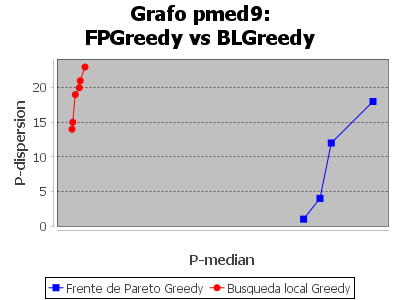 Grafo pmed9:
FPGreedy vs BLGreedy
P-dispersion
20
15
10
5
0
P-median
Frente de Pareto Greedy
Busqueda local Greedy